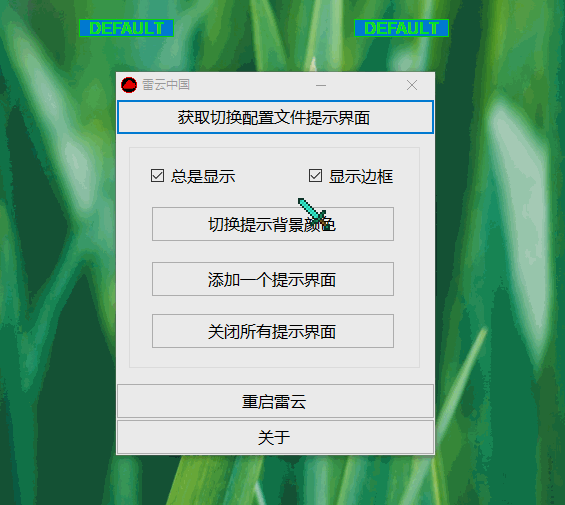 DEFAULT DEFAULT
雷云中国
获取切换配置文件提示界面
总是显示 显示边框
切换提示背景颜色
添加一个提示界面
关闭所有提示界面
重启雷云
关于